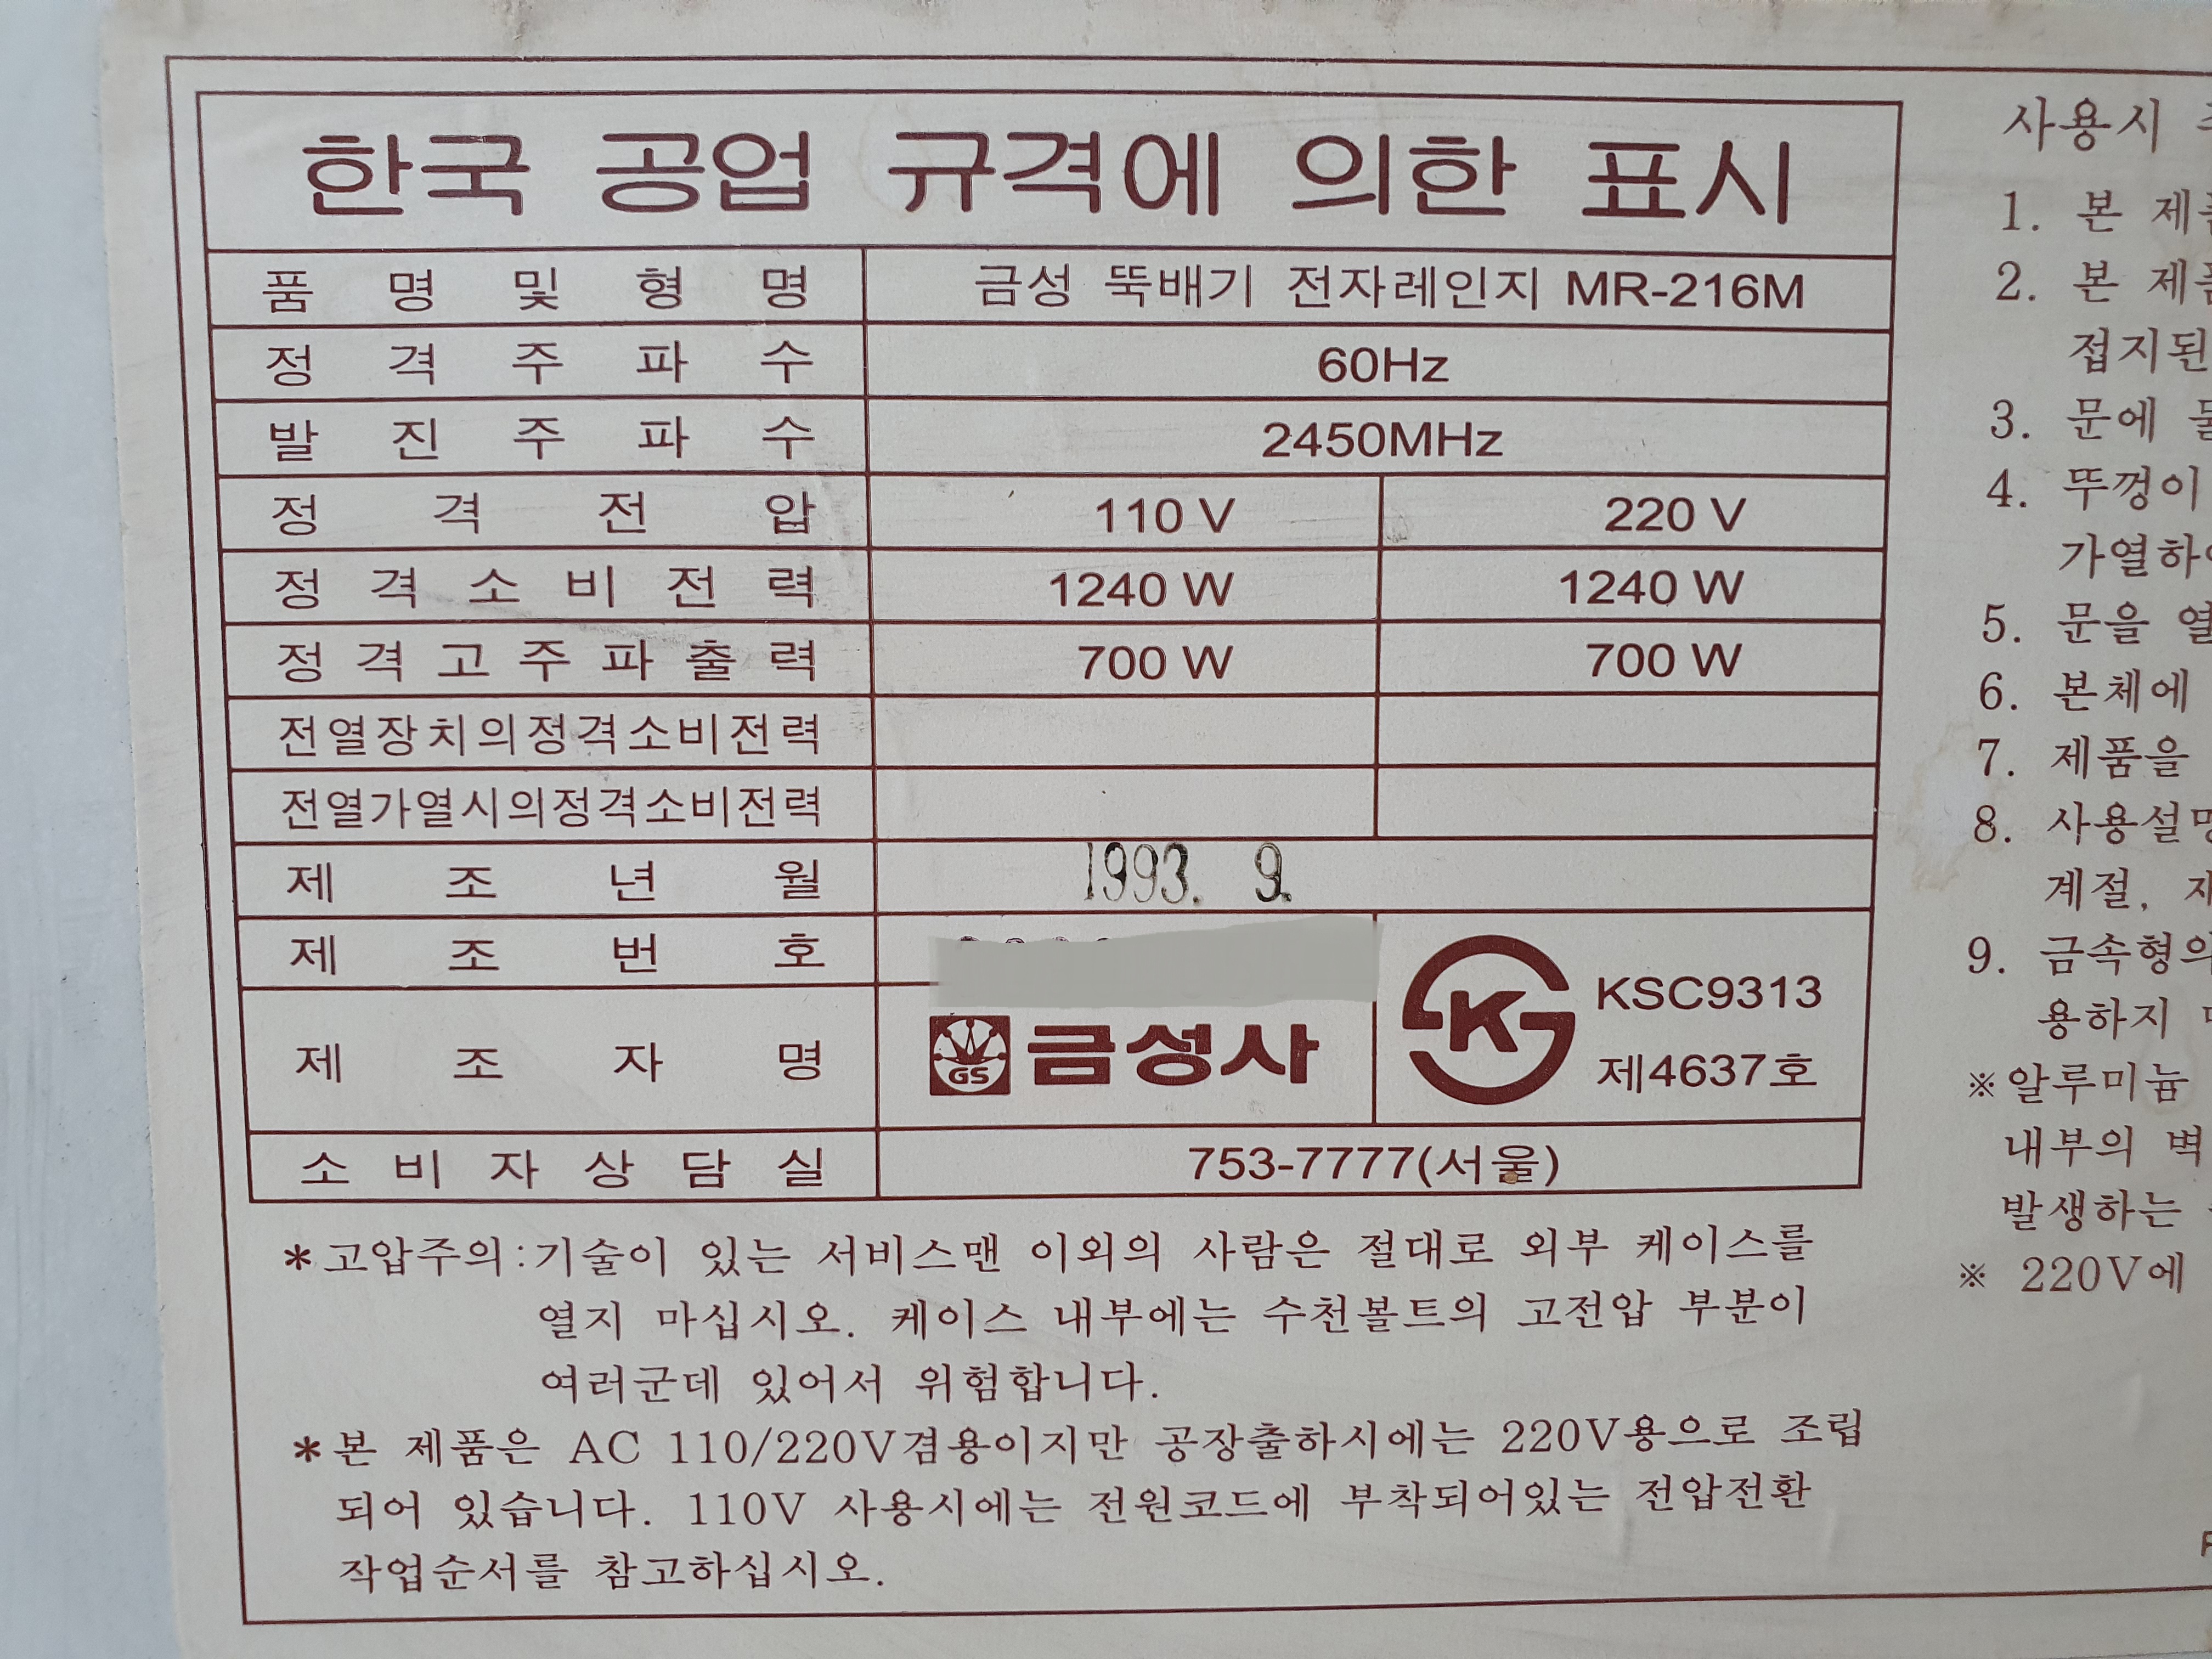 한국 공업 규격에 의한 표시
품명및형명 금성 뚝배기 전자레인지 MR-216M
정격주파수 60Hz
발진주파수 2450MHz
정격전압 110 V 220 V
정격소비전력 1240 W 1240 W
정격고주파출력 700 W 700 W
전열장치의정격소비전력
전열가열시의정격소비전력
제조년월 1993. 9.
제조번호
제조자명 GS 금성사 K KSC9313
제4637호
소비자상담실 753-7777(서울)
*고압주의:기술이 있는 서비스맨 이외의 사람은 절대로 외부 케이스를
열지 마십시오. 케이스 내부에는 수천볼트의 고전압 부분이
여러군데 있어서 위험합니다.
*본 제품은 AC 110/220V겸용이지만 공장출하시에는 220V용으로 조립
되어 있습니다. 110V 사용시에는 전원코드에 부착되어있는 전압전환
작업순서를 참고하십시오.
사용시
1. 본
2. 본
접지된
3. 문에
4. 뚜껑이
5. 문을
6. 본체에
7. 제품을
8.
계절,
9. 금속형의
용하지
※알루미늄
내부의 벽
발생하는
※ 220V에